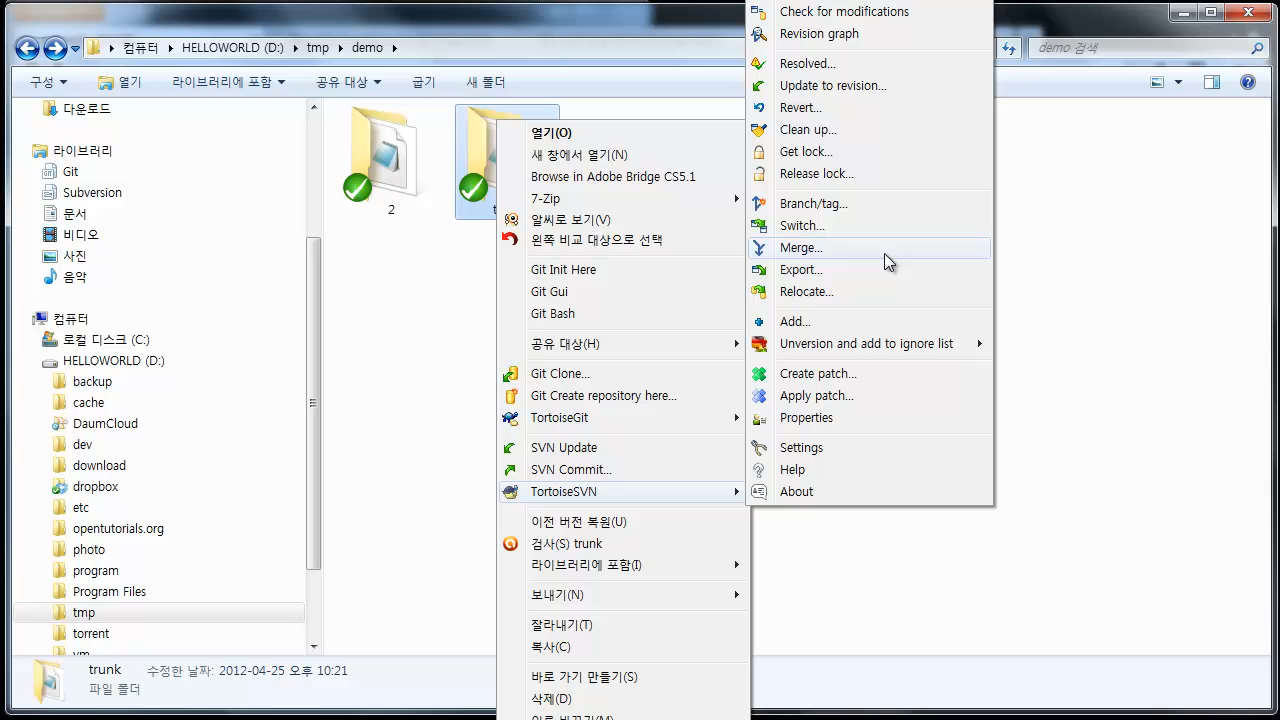 컴퓨터 HELLOWORLD (D:) tmp demo
demo 검색
구성 열기 라이브러리에 포함 공유 대상 굽기 새 폴더
다운로드
라이브러리
Git
Subversion
문서
비디오
사진
음악
컴퓨터
로컬 디스크 (C:)
HELLOWORLD (D:)
backup
cache
DaumCloud
dev
download
dropbox
etc
opentutorials.org
photo
program
Program Files
tmp
torrent
2
열기(O)
새 창에서 열기(N)
Browse in Adobe Bridge CS5.1
7-Zip
알씨로 보기(V)
왼쪽 비교 대상으로 선택
Git Init Here
Git Gui
Git Bash
공유 대상(H)
Git Clone...
Git Create repository here...
TortoiseGit
SVN Update
SVN Commit...
TortoiseSVN
이전 버전 복원(U)
검사(S) trunk
라이브러리에 포함(I)
보내기(N)
잘라내기(T)
복사(C)
바로 가기 만들기(S)
삭제(D)
이름 바꾸기(M)
Check for modifications
Revision graph
Resolved...
Update to revision...
Revert...
Clean up...
Get lock...
Release lock...
Branch/tag...
Switch...
Merge...
Export...
Relocate...
Add...
Unversion and add to ignore list
Create patch...
Apply patch...
Properties
Settings
Help
About
trunk 수정한 날짜: 2012-04-25 오후 10:21
파일 폴더